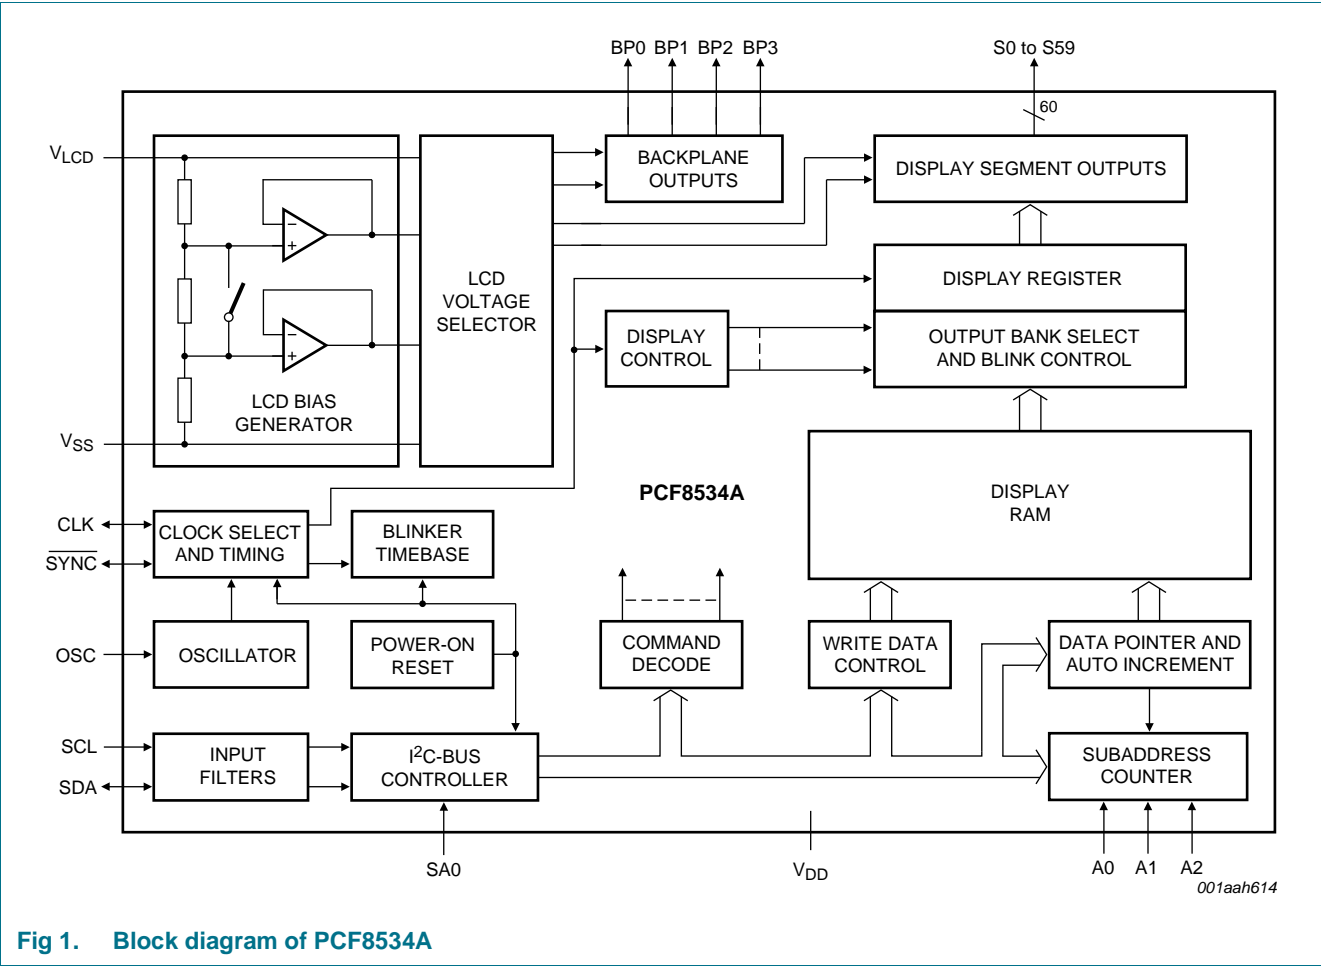 BP0 BP1 BP2 BP3
S0 to S59
60
VLCD
BACKPLANE
OUTPUTS
DISPLAY SEGMENT OUTPUTS
−
+
LCD
VOLTAGE
SELECTOR
DISPLAY REGISTER
−
+
DISPLAY
CONTROL
OUTPUT BANK SELECT
AND BLINK CONTROL
LCD BIAS
GENERATOR
VSS
PCF8534A
DISPLAY
RAM
CLK
SYNC
CLOCK SELECT
AND TIMING
BLINKER
TIMEBASE
OSC
OSCILLATOR
POWER-ON
RESET
COMMAND
DECODE
WRITE DATA
CONTROL
DATA POINTER AND
AUTO INCREMENT
SCL
SDA
INPUT
FILTERS
I²C-BUS
CONTROLLER
SUBADDRESS
COUNTER
SA0
VDD
A0 A1 A2
001aah614
Fig 1. Block diagram of PCF8534A